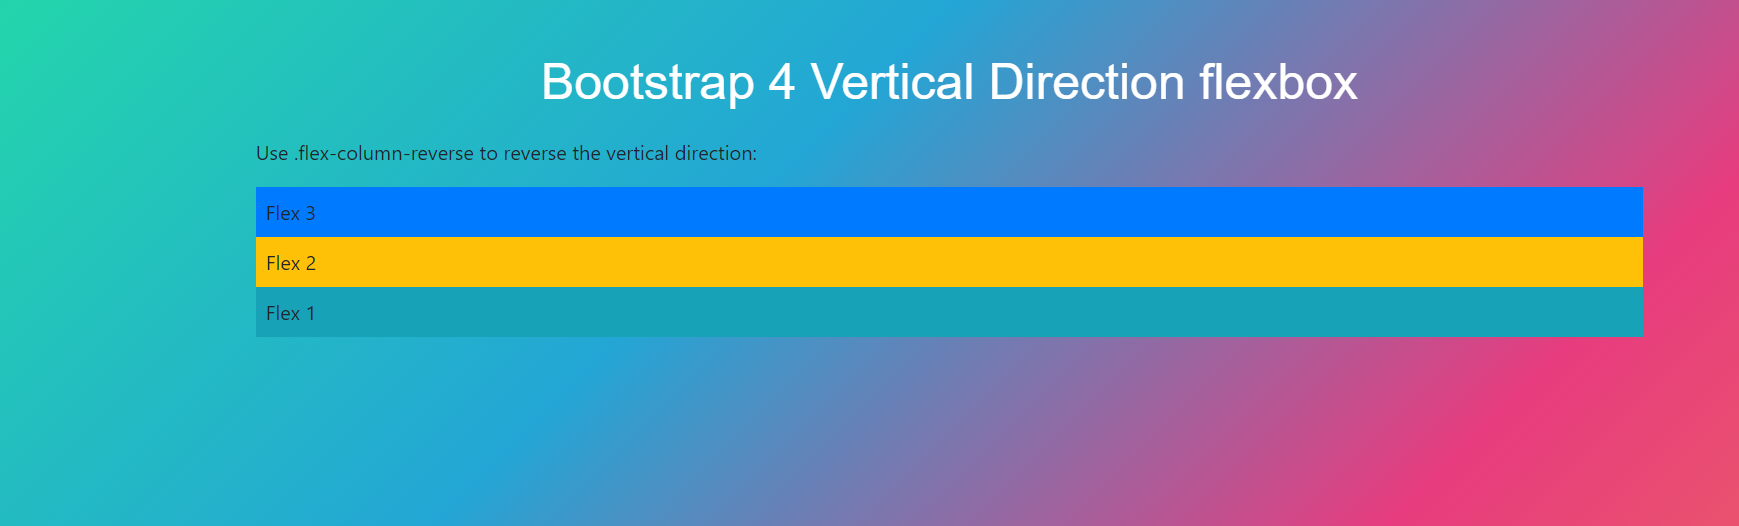 Bootstrap 4 Vertical Direction flexbox
Use .flex-column-reverse to reverse the vertical direction:
Flex 3
Flex 2
Flex 1